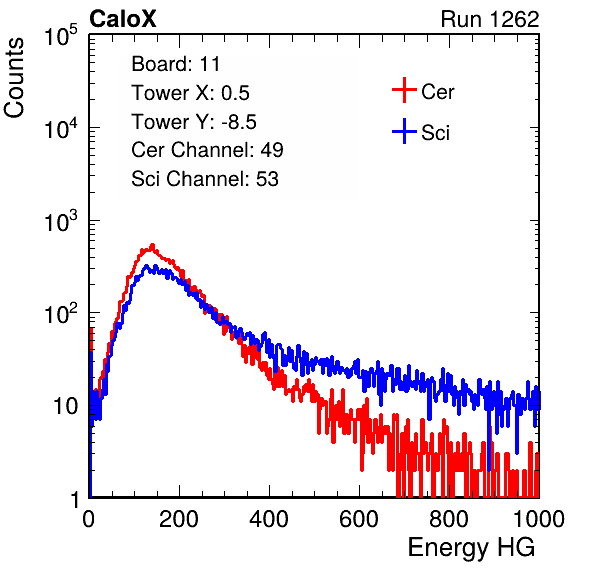 CaloX Run 1262
Counts
Board: 11
Tower X: 0.5
Tower Y: -8.5
Cer Channel: 49
Sci Channel: 53
Cer
Sci
10^5
10^4
10^3
10^2
10
1
0 200 400 600 800 1000
Energy HG